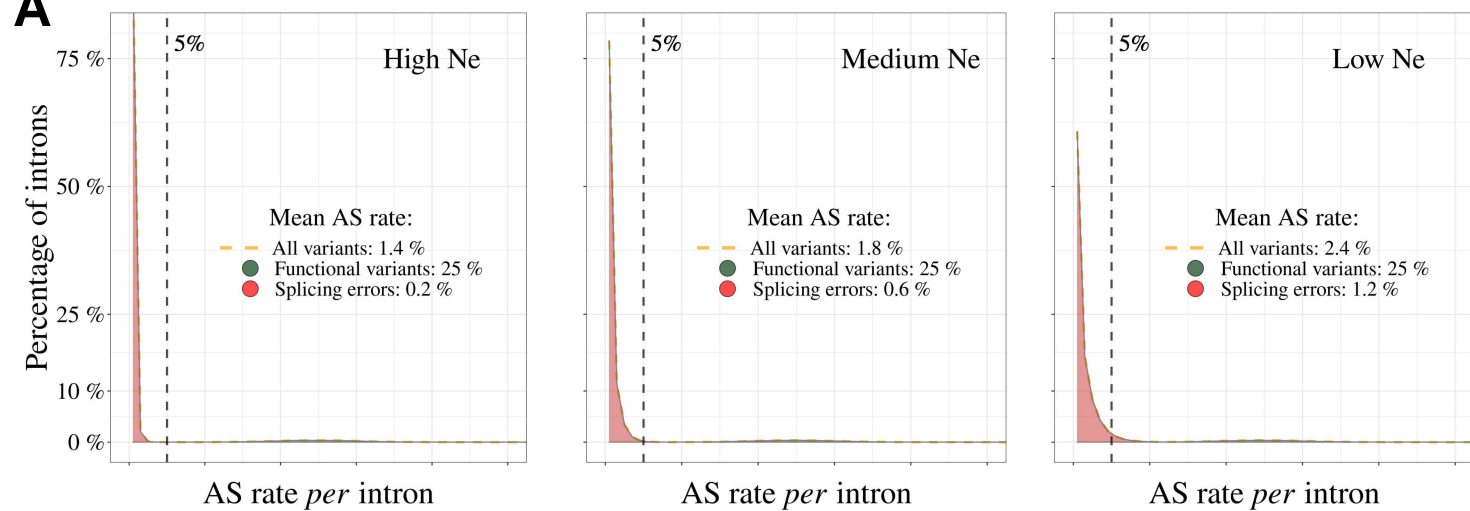 A
Percentage of introns
75 %
50 %
25 %
10 %
0 %
5%
High Ne
Mean AS rate:
All variants: 1.4 %
Functional variants: 25 %
Splicing errors: 0.2 %
AS rate per intron
5%
Medium Ne
Mean AS rate:
All variants: 1.8 %
Functional variants: 25 %
Splicing errors: 0.6 %
AS rate per intron
5%
Low Ne
Mean AS rate:
All variants: 2.4 %
Functional variants: 25 %
Splicing errors: 1.2 %
AS rate per intron